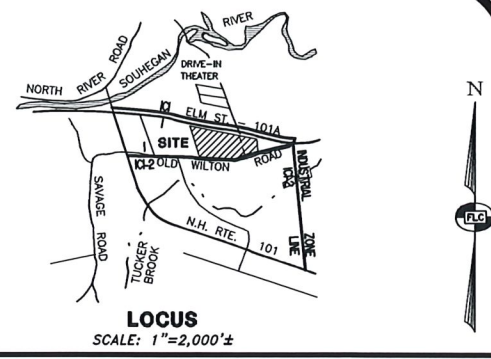 RIVER
NORTH RIVER ROAD
SOUHEGAN
DRIVE-IN
THEATER
N
ICI
ELM ST. - 101A
SITE
I
ICI-2
OLD WILTON ROAD
INDUSTRIAL
ICI-2
ZONE
LINE
FLC
SAVAGE ROAD
TUCKER
BROOK
N.H. RTE. 101
LOCUS
SCALE: 1"=2,000'±